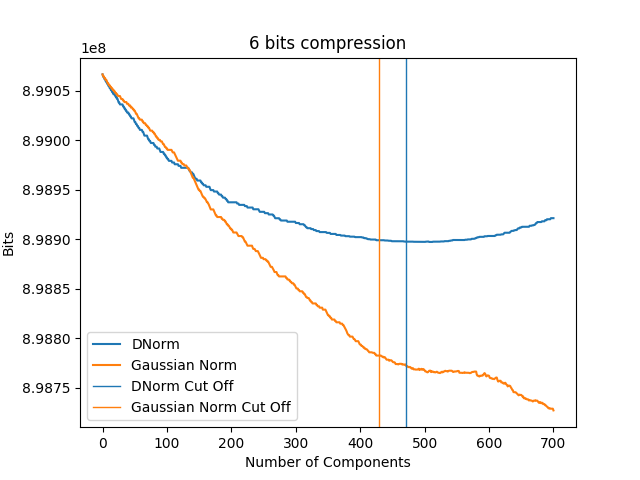 6 bits compression
1e8
8.9905
8.9900
8.9895
8.9890
8.9885
8.9880
8.9875
Bits
DNorm
Gaussian Norm
DNorm Cut Off
Gaussian Norm Cut Off
0 100 200 300 400 500 600 700
Number of Components